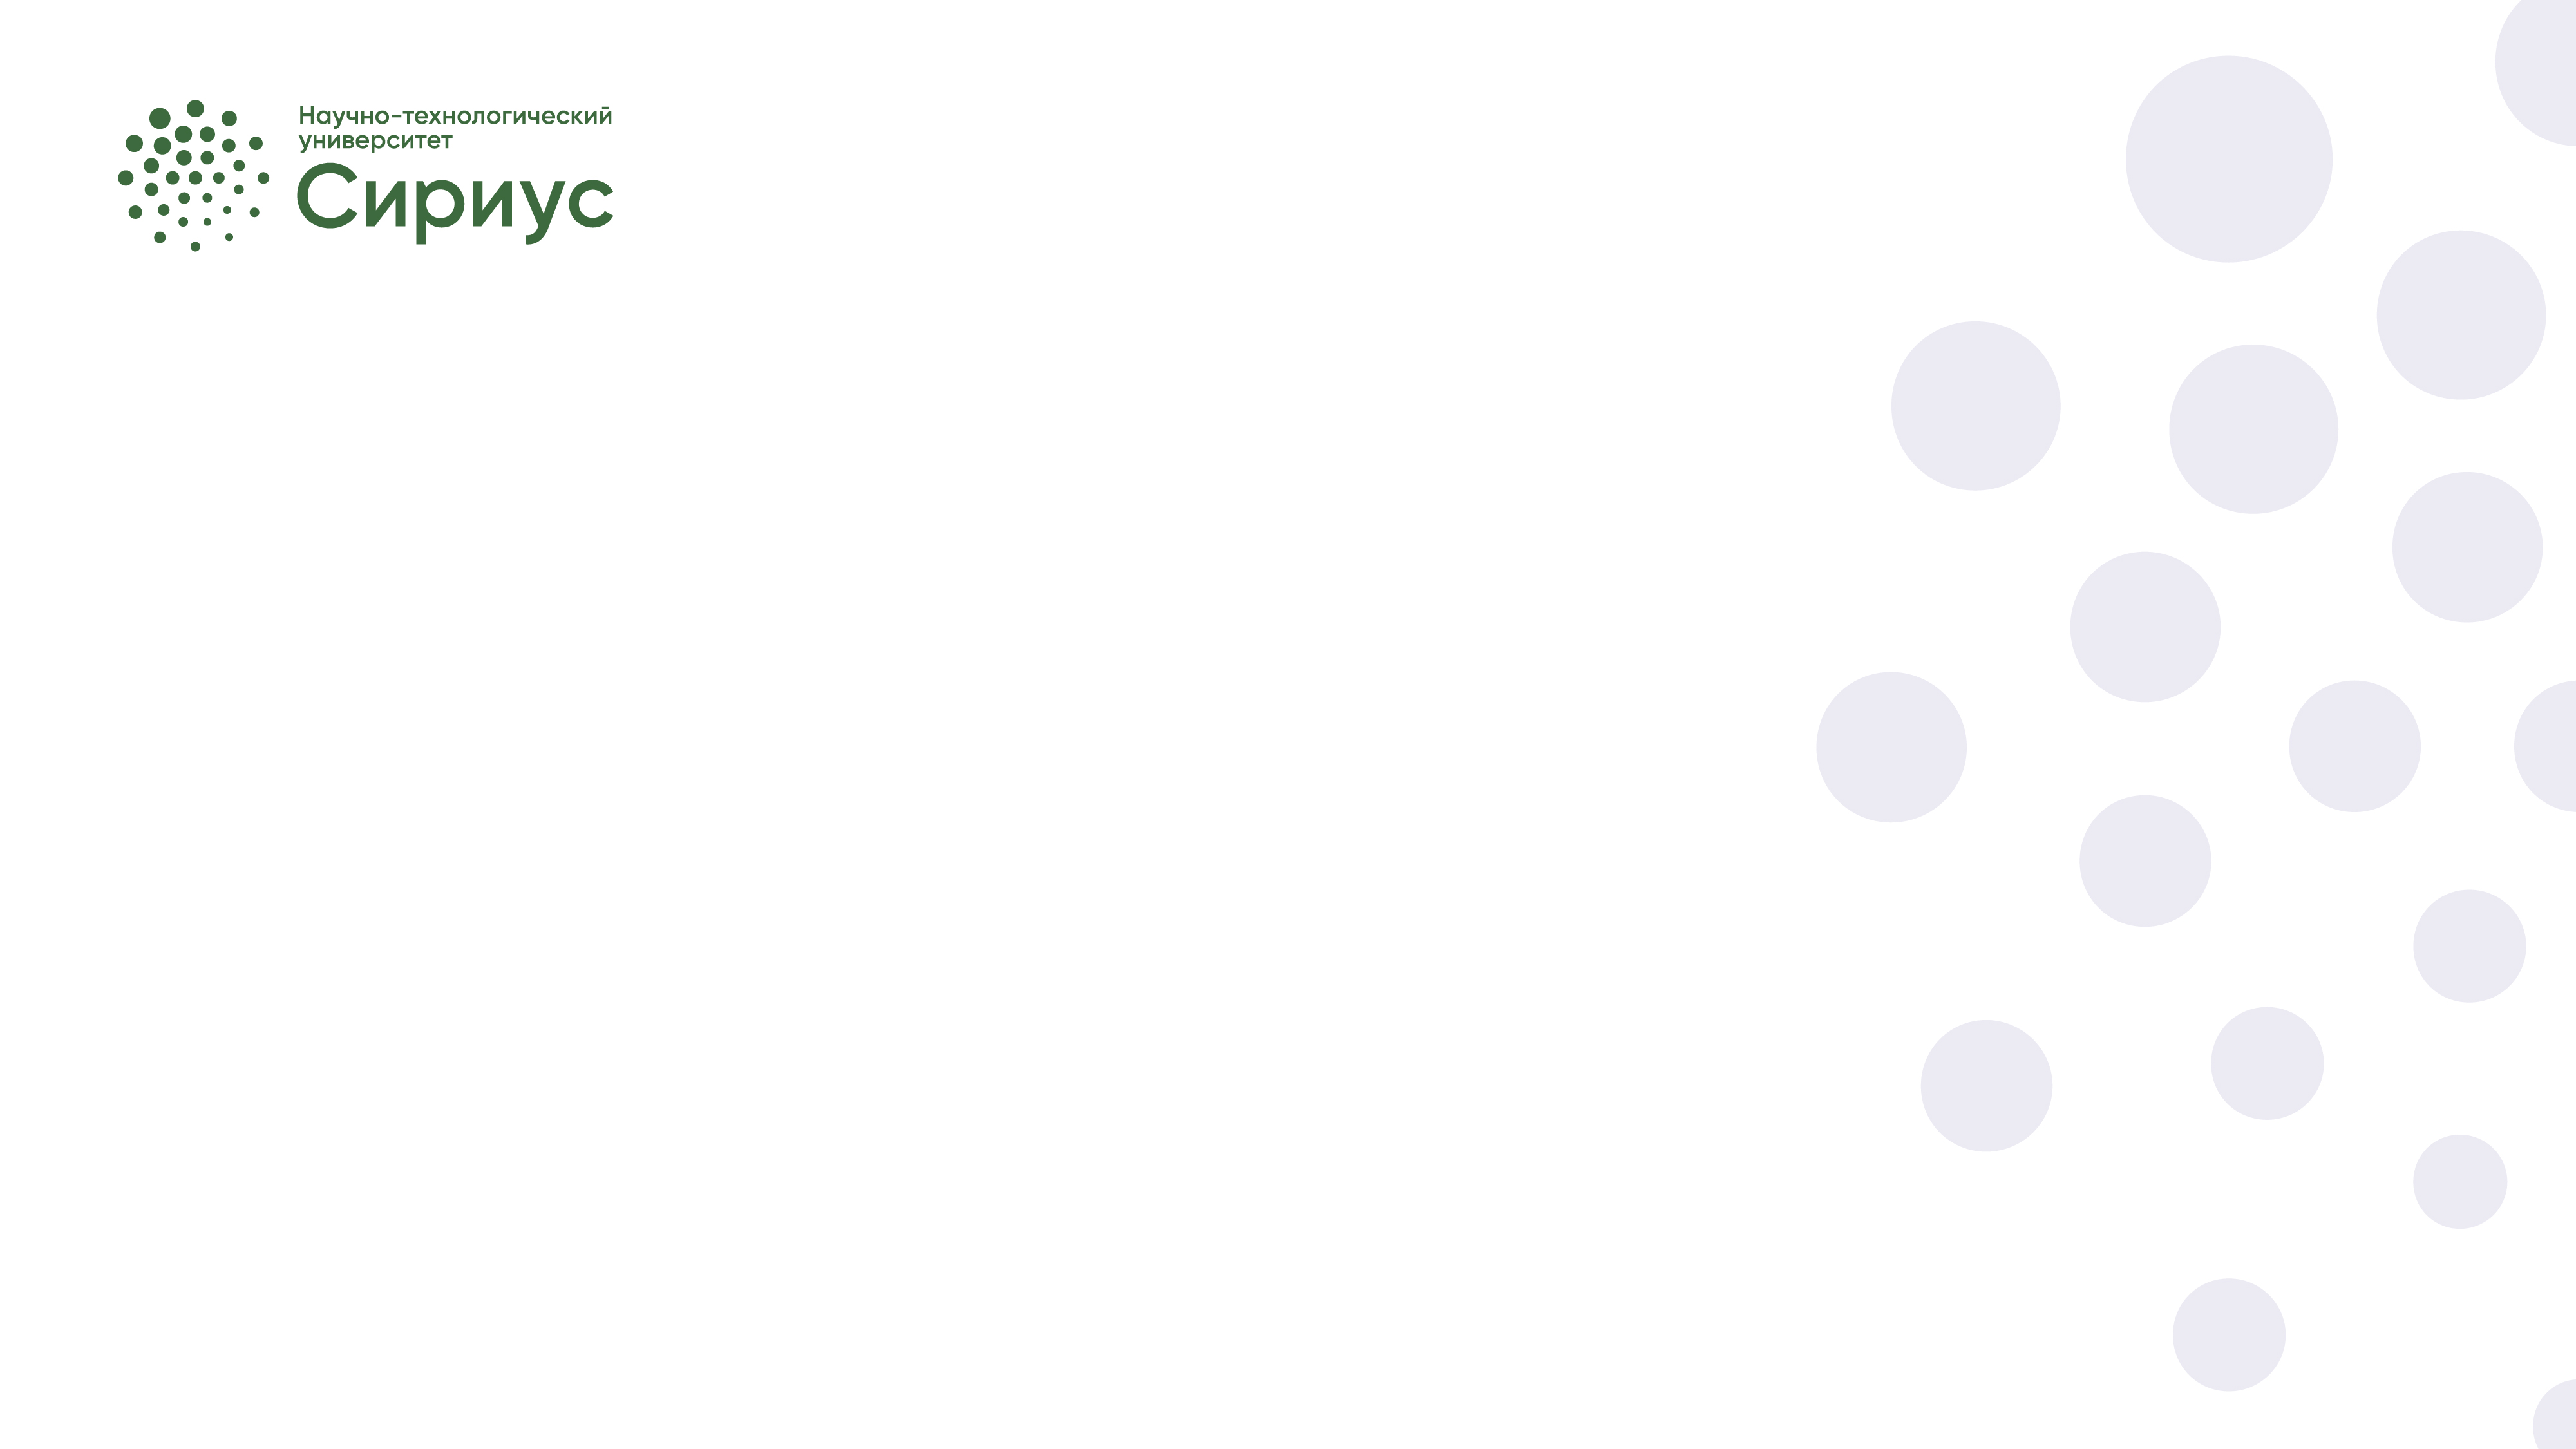 Научно-технологический
университет
Сириус